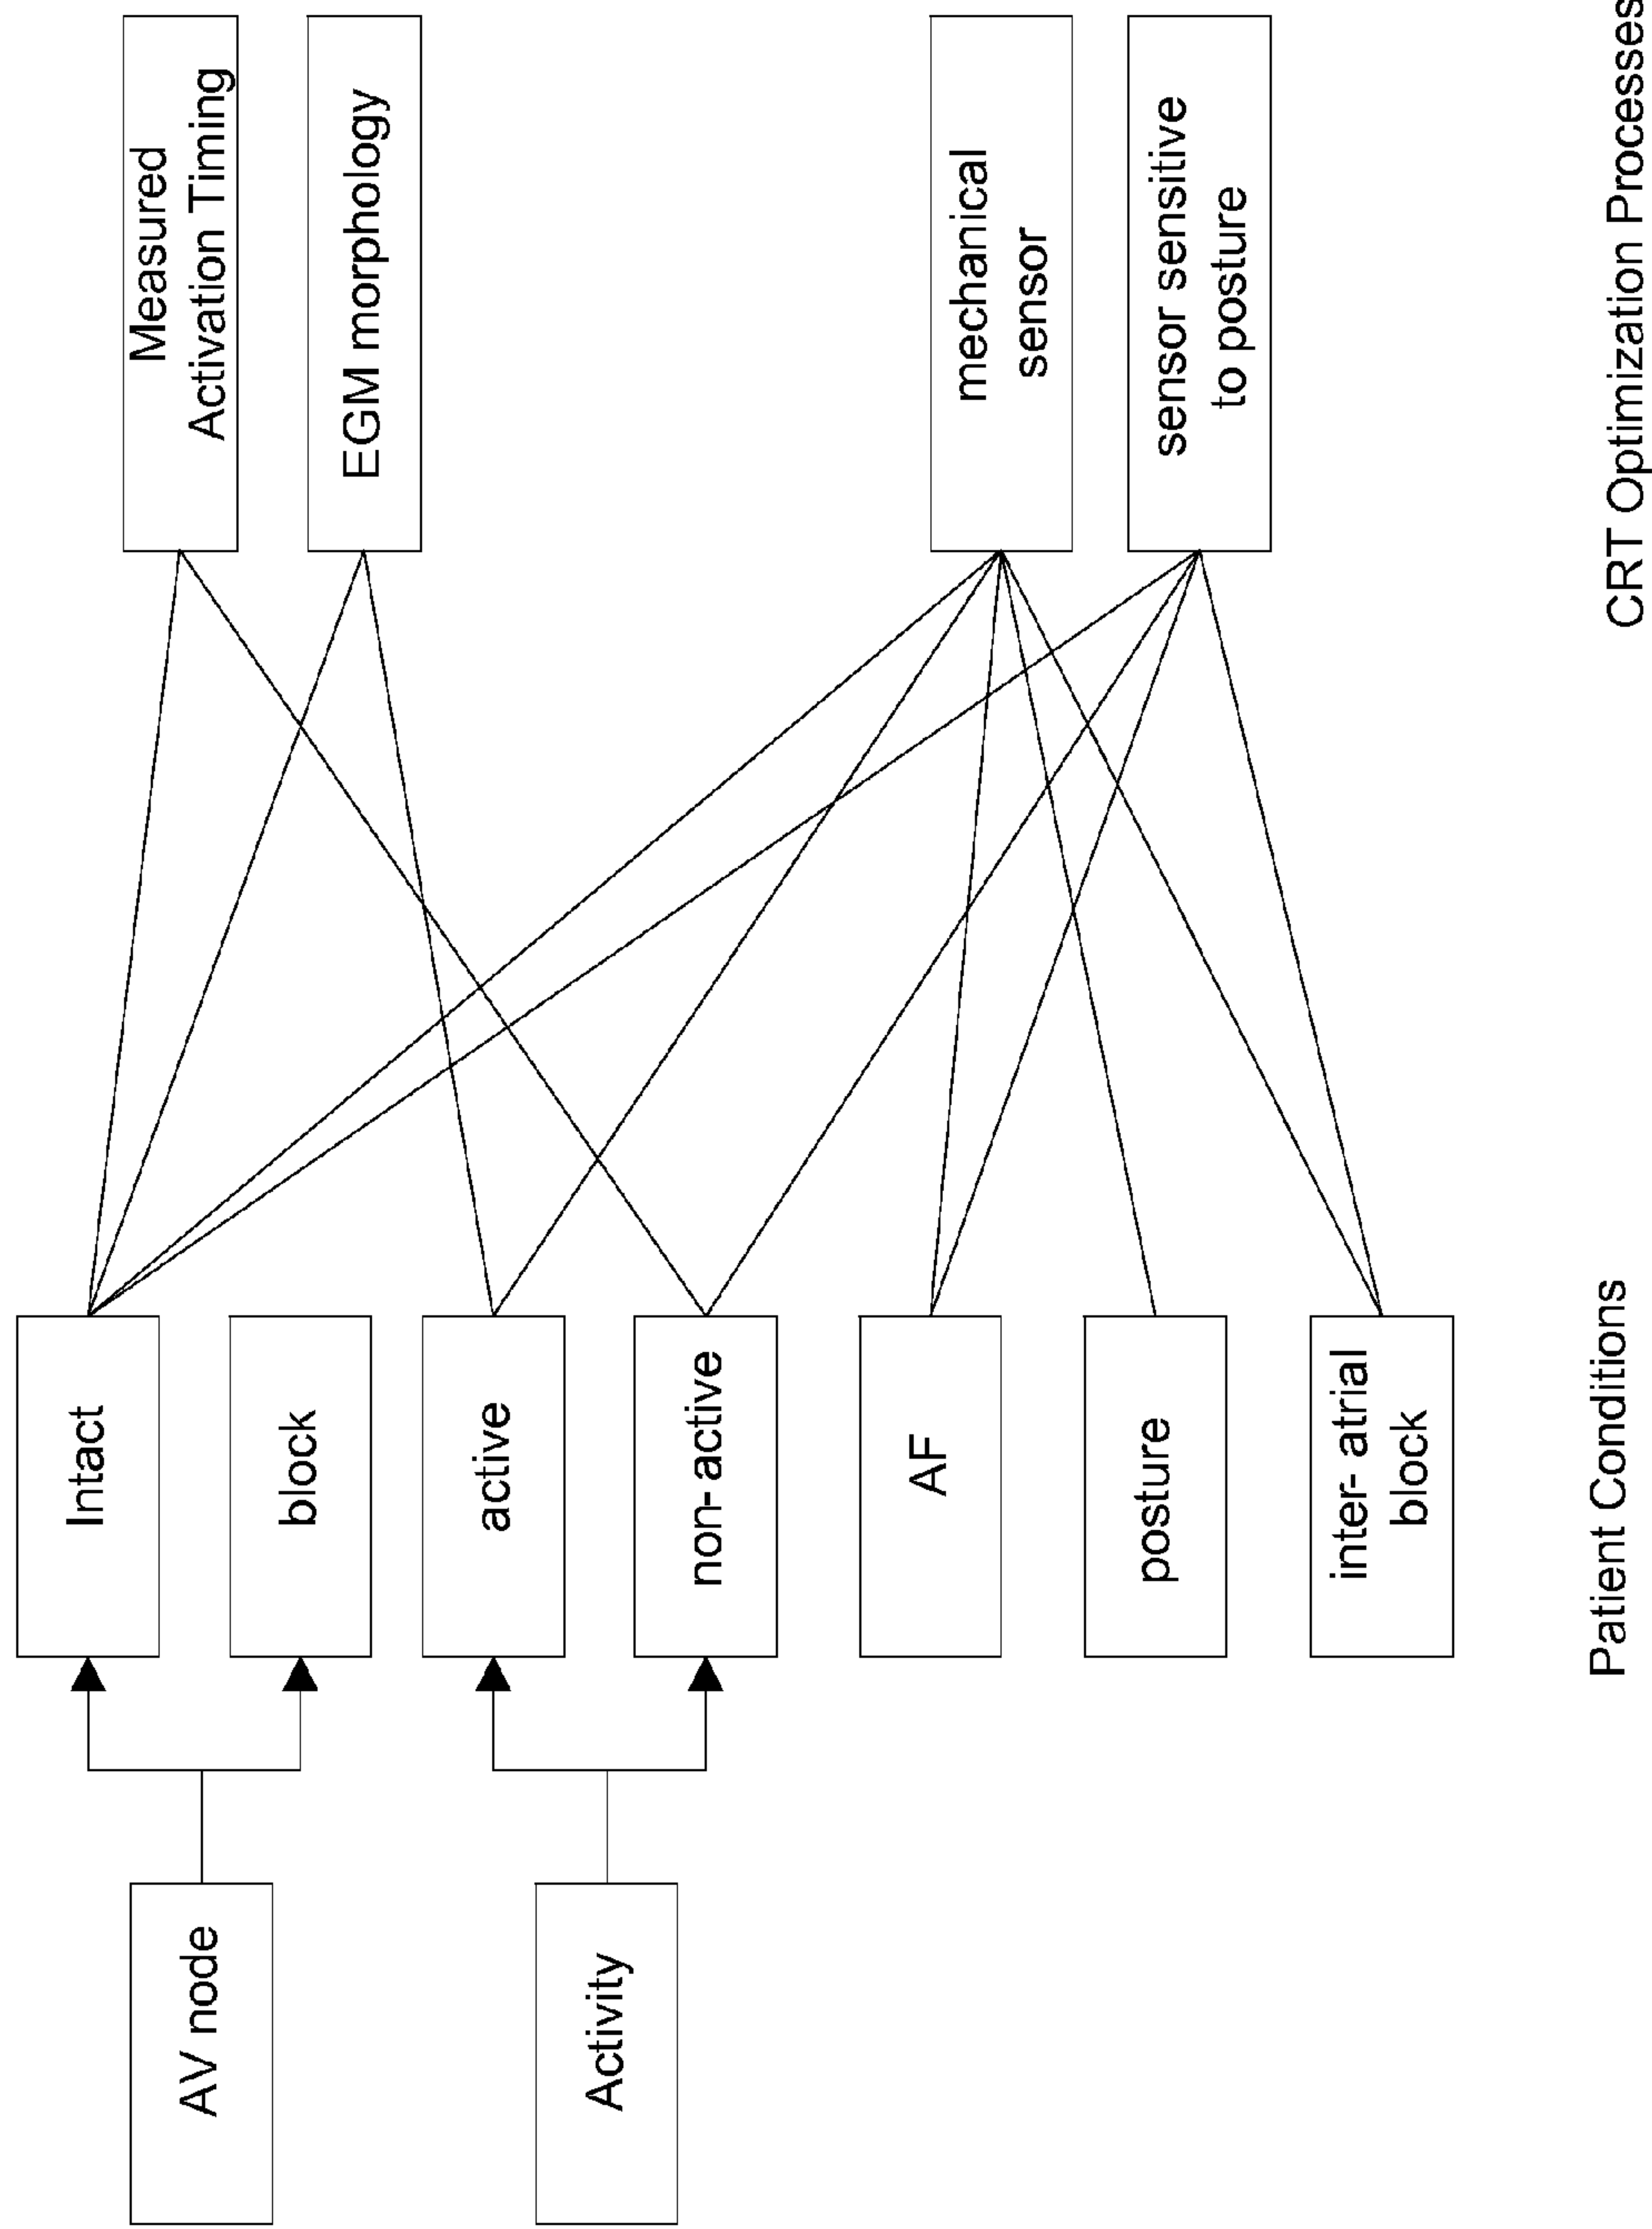 AV node
Activity
Intact
block
active
non-active
AF
posture
inter- atrial
block
Patient Conditions
Measured
Activation Timing
EGM morphology
mechanical
sensor
sensor sensitive
to posture
CRT Optimization Processes